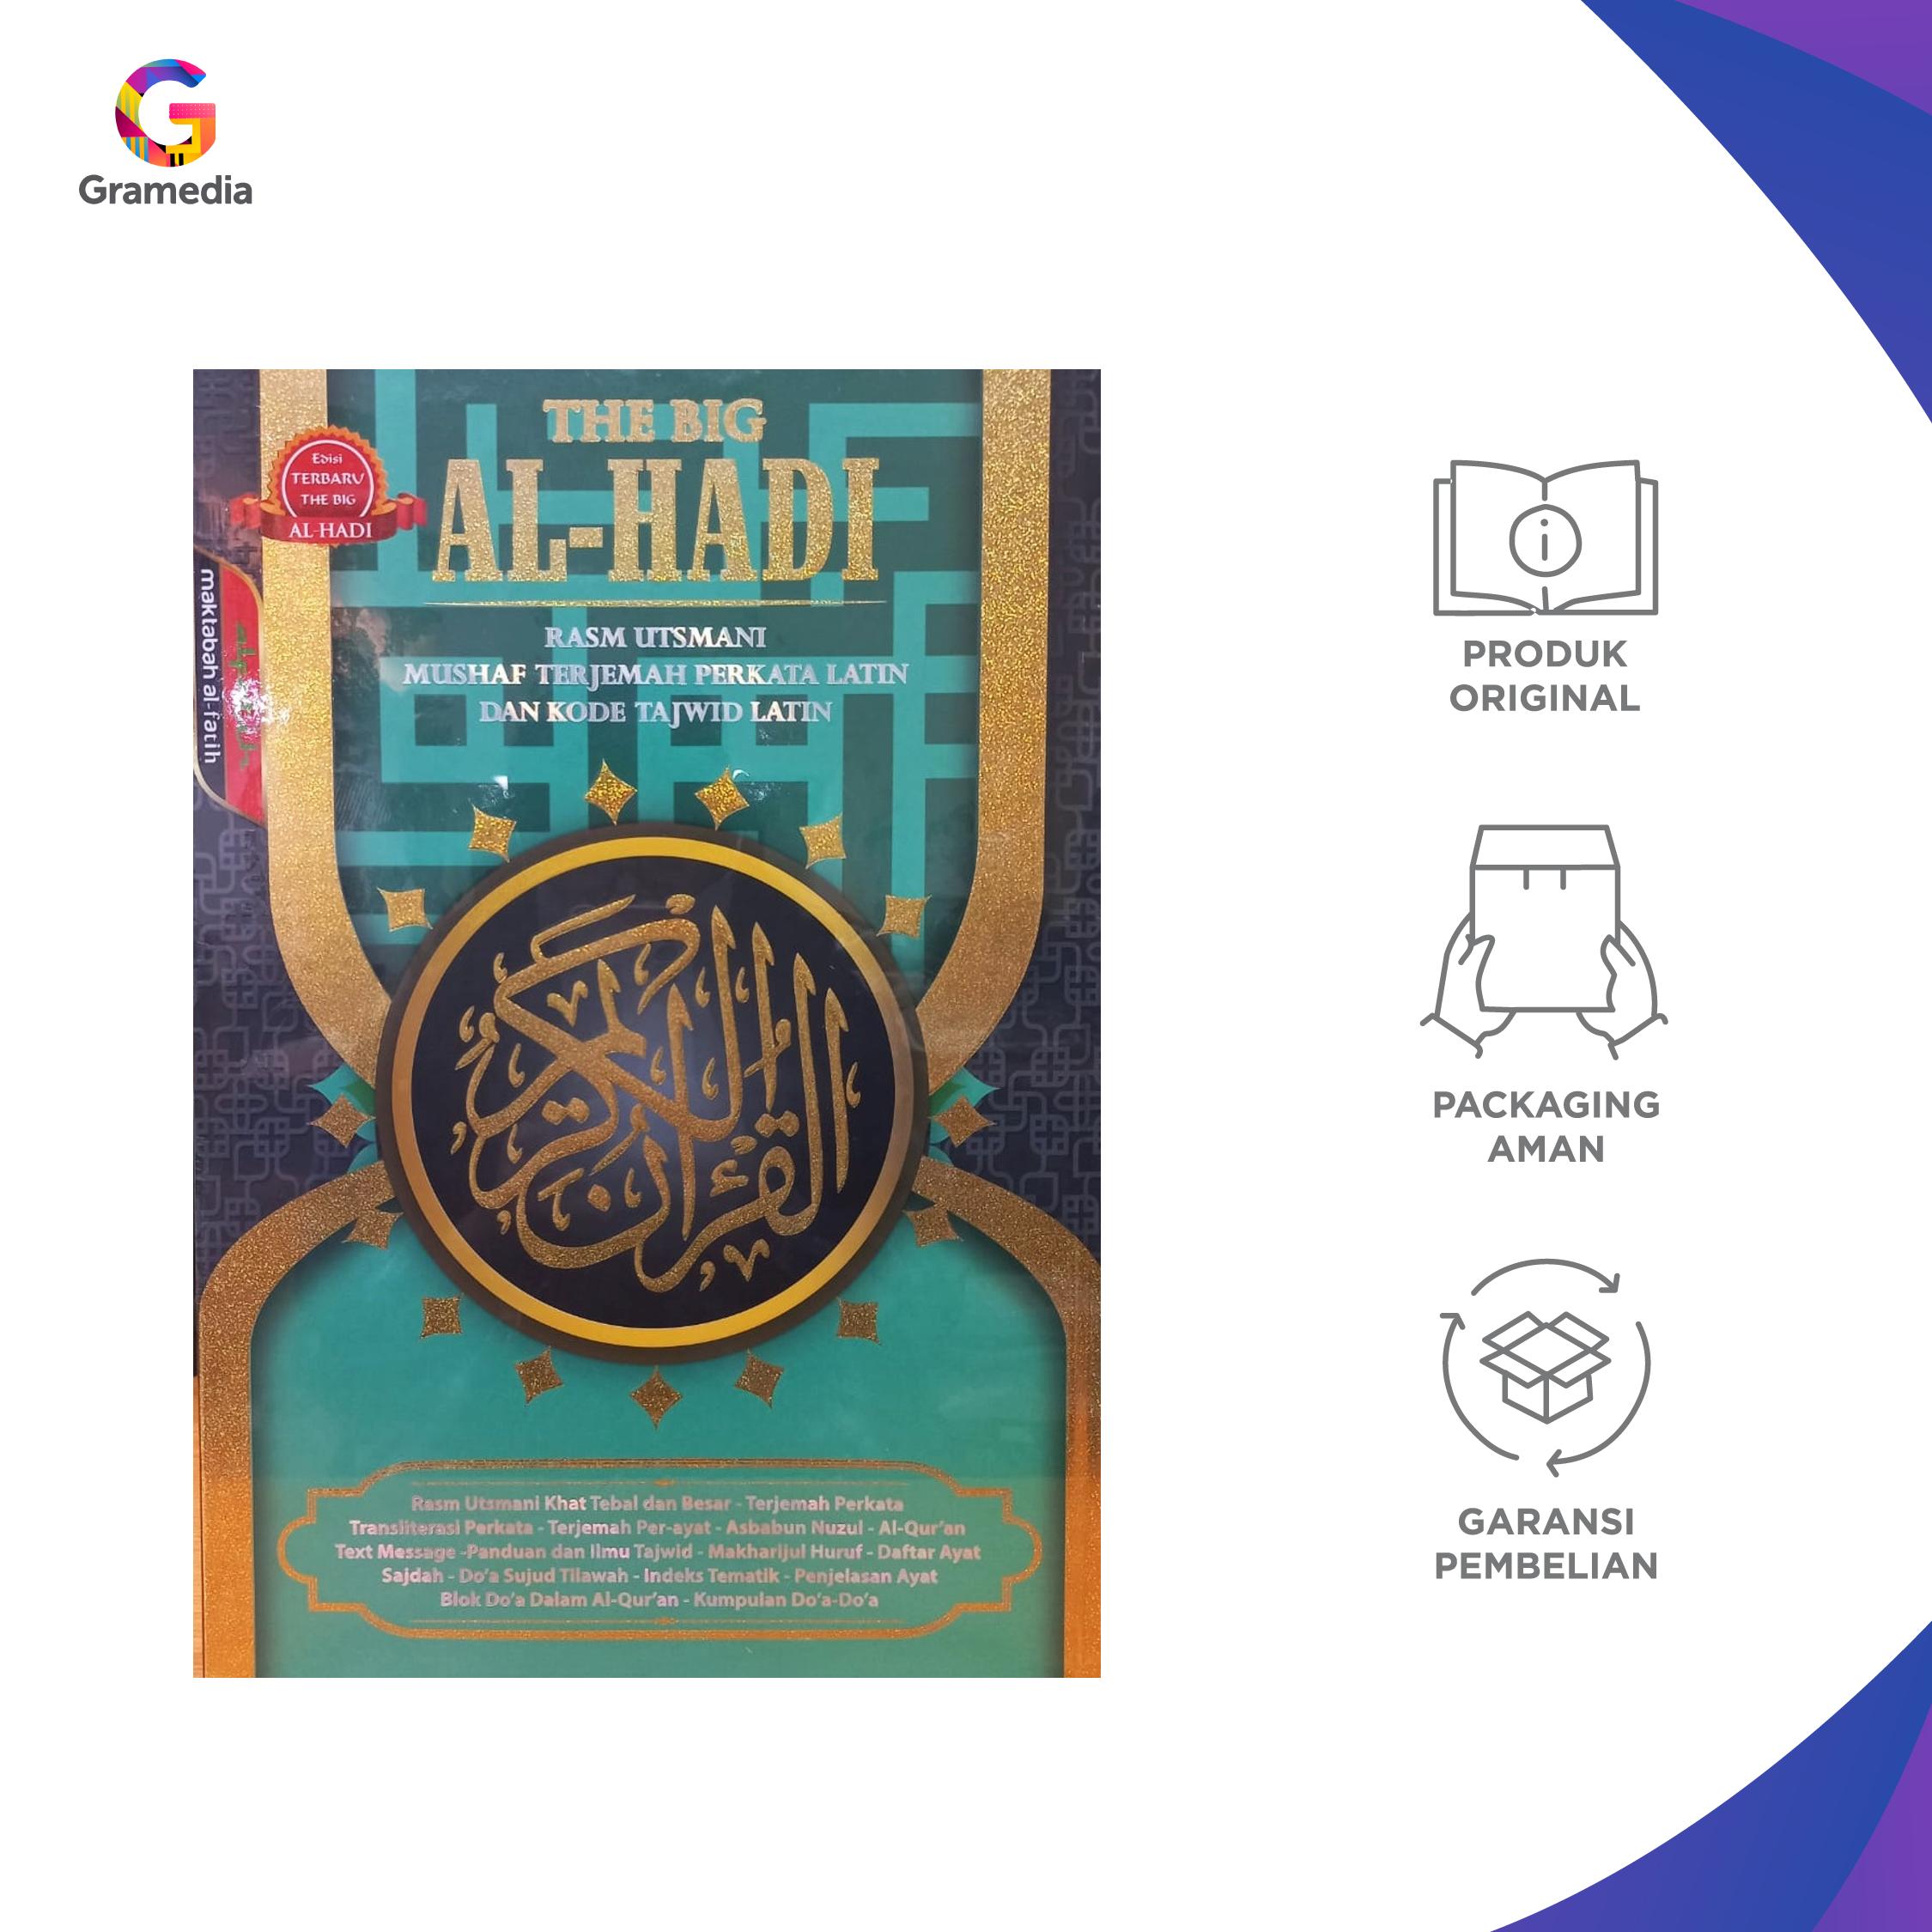 Gramedia
THE BIG
AL-HADI
Edisi
TERBARU
THE BIG
AL-HADI
maktabah al-fatih
RASM UTSMANI
MUSHAF TERJEMAH PERKATA LATIN
DAN KODE TAJWID LATIN
القرآن الكريم
Rasm Utsmani Khat Tebal dan Besar - Terjemah Perkata
Transliterasi Perkata - Terjemah Per-ayat - Asbabun Nuzul - Al-Qur'an
Text Message -Panduan dan Ilmu Tajwid - Makharijul Huruf - Daftar Ayat
Sajdah - Do'a Sujud Tilawah - Indeks Tematik - Penjelasan Ayat
Blok Do'a Dalam Al-Qur'an - Kumpulan Do'a-Do'a
PRODUK
ORIGINAL
PACKAGING
AMAN
GARANSI
PEMBELIAN